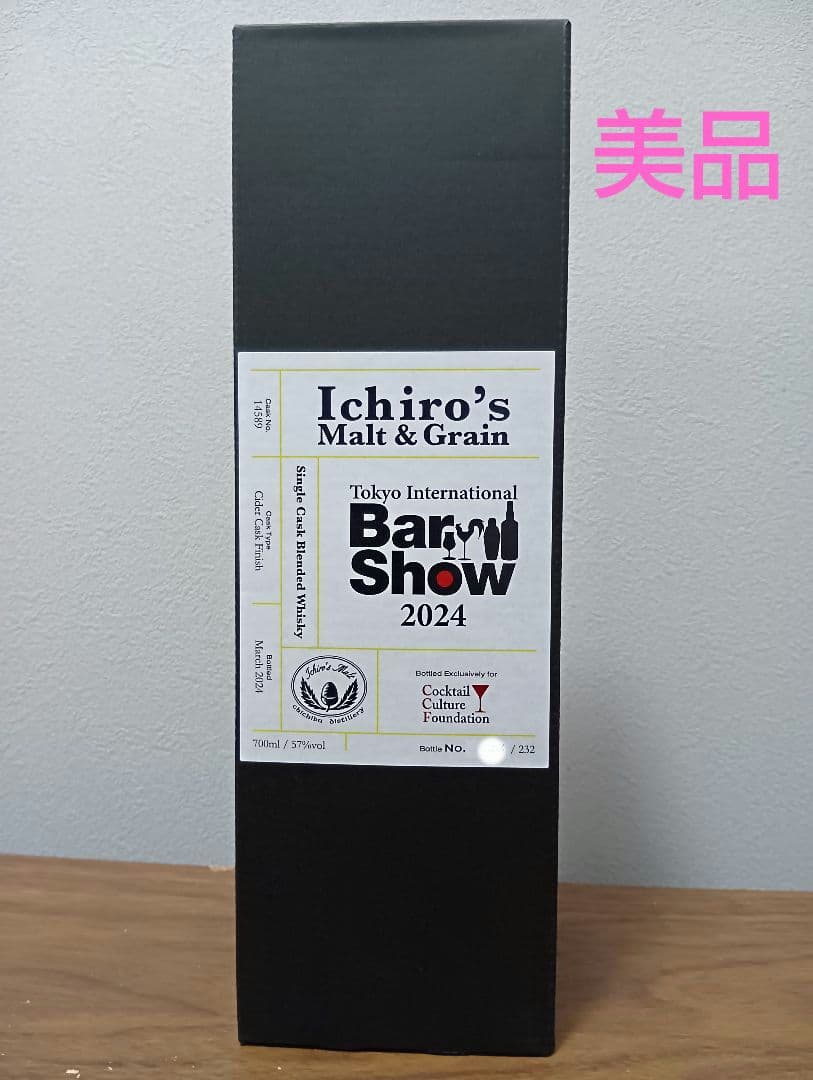 美品
Ichiro's
Malt & Grain
Cask No.
14589
Cask Type
Cider Cask Finish
Bottled
March 2024
Single Cask Blended Whisky
Tokyo International
Bar
Show
2024
Ichiro's Malt
Chichibu distillery
Bottled Exclusively for
Cocktail
Culture
Foundation
700ml / 57%vol
Bottle No. / 232